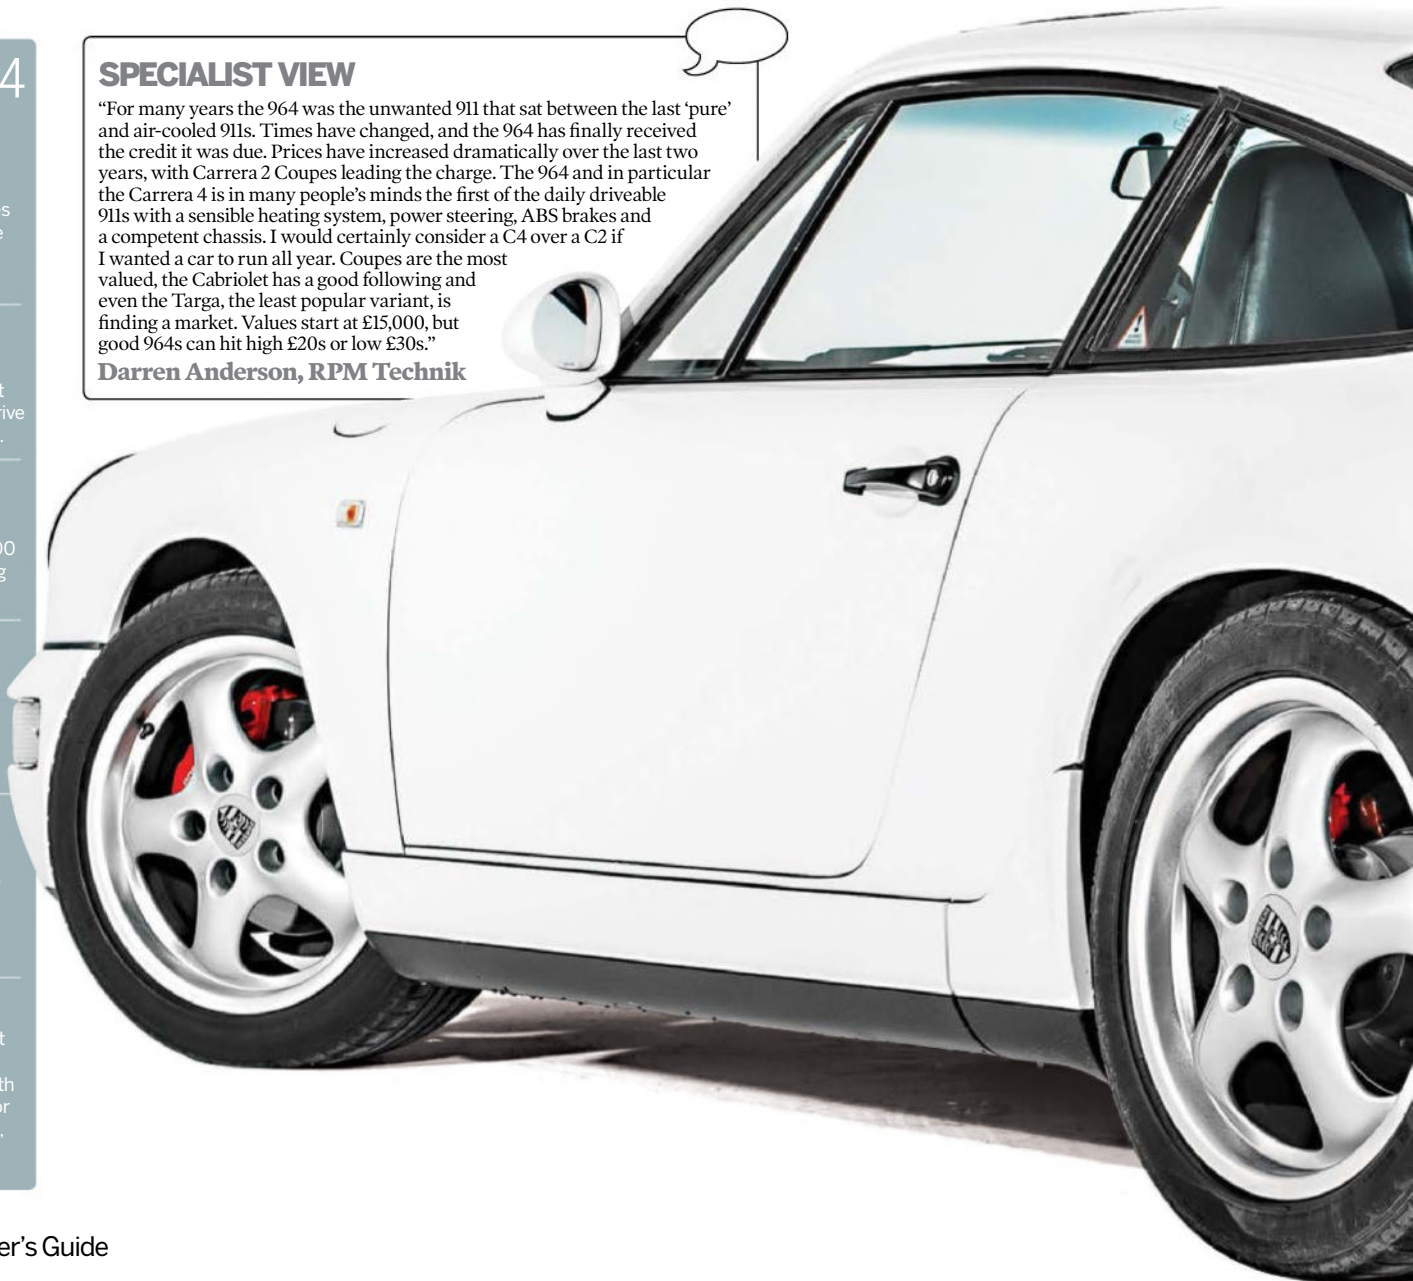 4
SPECIALIST VIEW
“For many years the 964 was the unwanted 911 that sat between the last ‘pure’
and air-cooled 911s. Times have changed, and the 964 has finally received
the credit it was due. Prices have increased dramatically over the last two
years, with Carrera 2 Coupes leading the charge. The 964 and in particular
the Carrera 4 is in many people’s minds the first of the daily driveable
911s with a sensible heating system, power steering, ABS brakes and
a competent chassis. I would certainly consider a C4 over a C2 if
I wanted a car to run all year. Coupes are the most
valued, the Cabriolet has a good following and
even the Targa, the least popular variant, is
finding a market. Values start at £15,000, but
good 964s can hit high £20s or low £30s.”
Darren Anderson, RPM Technik
er’s Guide